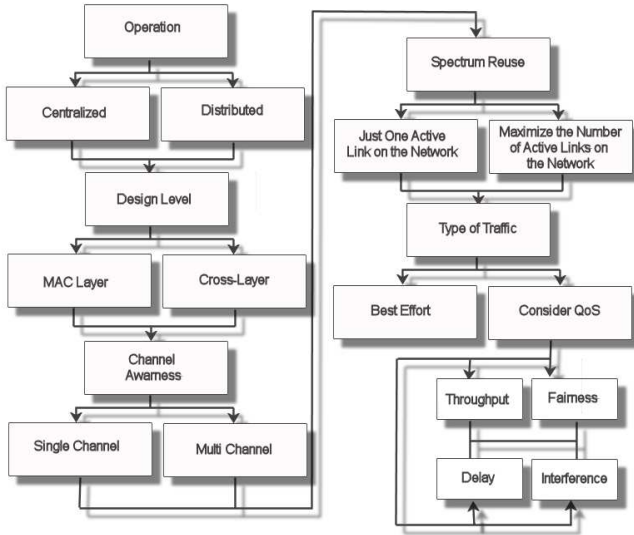 Operation
Centralized
Distributed
Design Level
MAC Layer
Cross-Layer
Channel
Awarness
Single Channel
Multi Channel
Spectrum Reuse
Just One Active
Link on the Network
Maximize the Number
of Active Links on
the Network
Type of Traffic
Best Effort
Consider QoS
Throughput
Fairness
Delay
Interference